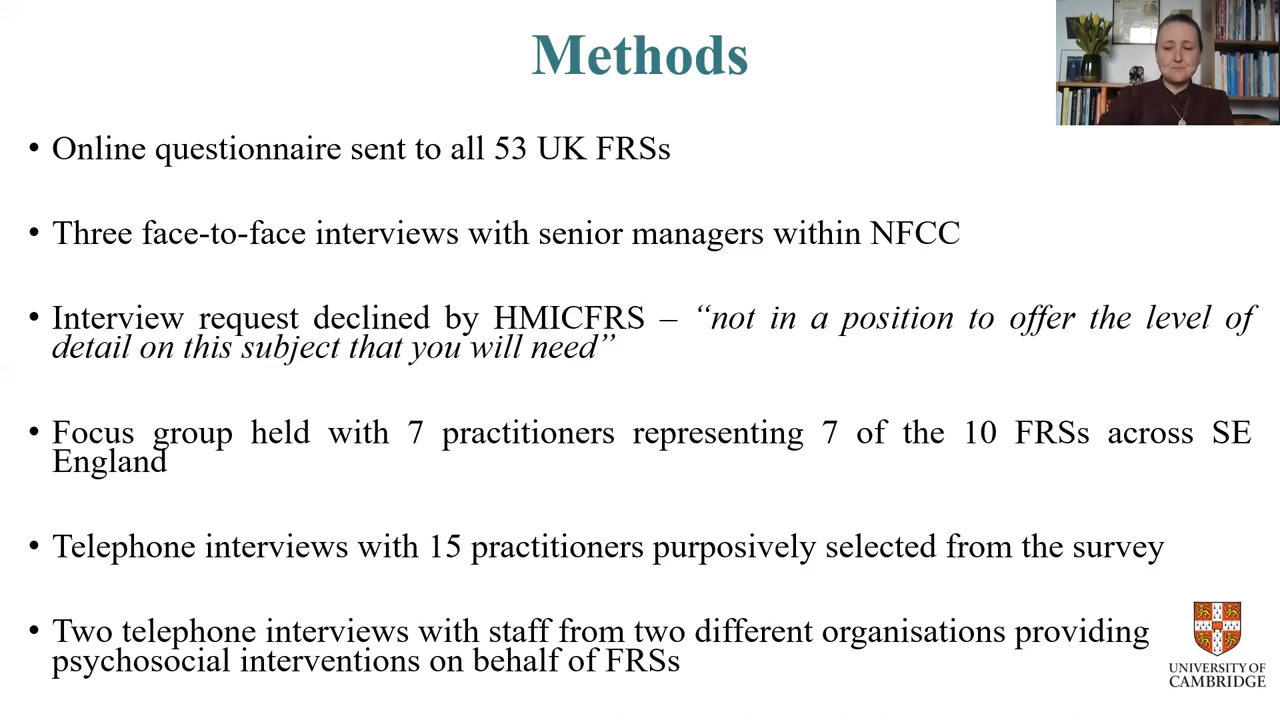 Methods
• Online questionnaire sent to all 53 UK FRSs
• Three face-to-face interviews with senior managers within NFCC
• Interview request declined by HMICFRS – “not in a position to offer the level of
detail on this subject that you will need”
• Focus group held with 7 practitioners representing 7 of the 10 FRSs across SE
England
• Telephone interviews with 15 practitioners purposively selected from the survey
• Two telephone interviews with staff from two different organisations providing
psychosocial interventions on behalf of FRSs
UNIVERSITY OF
CAMBRIDGE